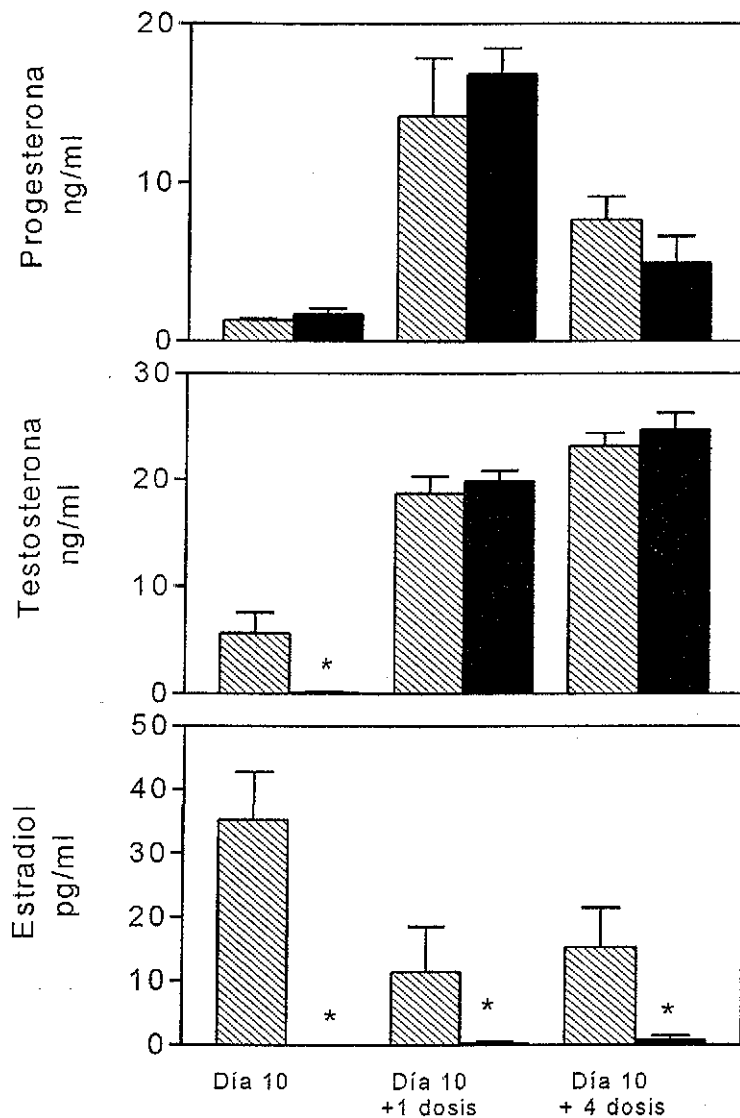 Progesterona
ng/ml
20
10
0
Testosterona
ng/ml
30
20
10
0
*
Estradiol
pg/ml
50
40
30
20
10
0
*
*
*
Día 10
Día 10
+1 dosis
Día 10
+ 4 dosis